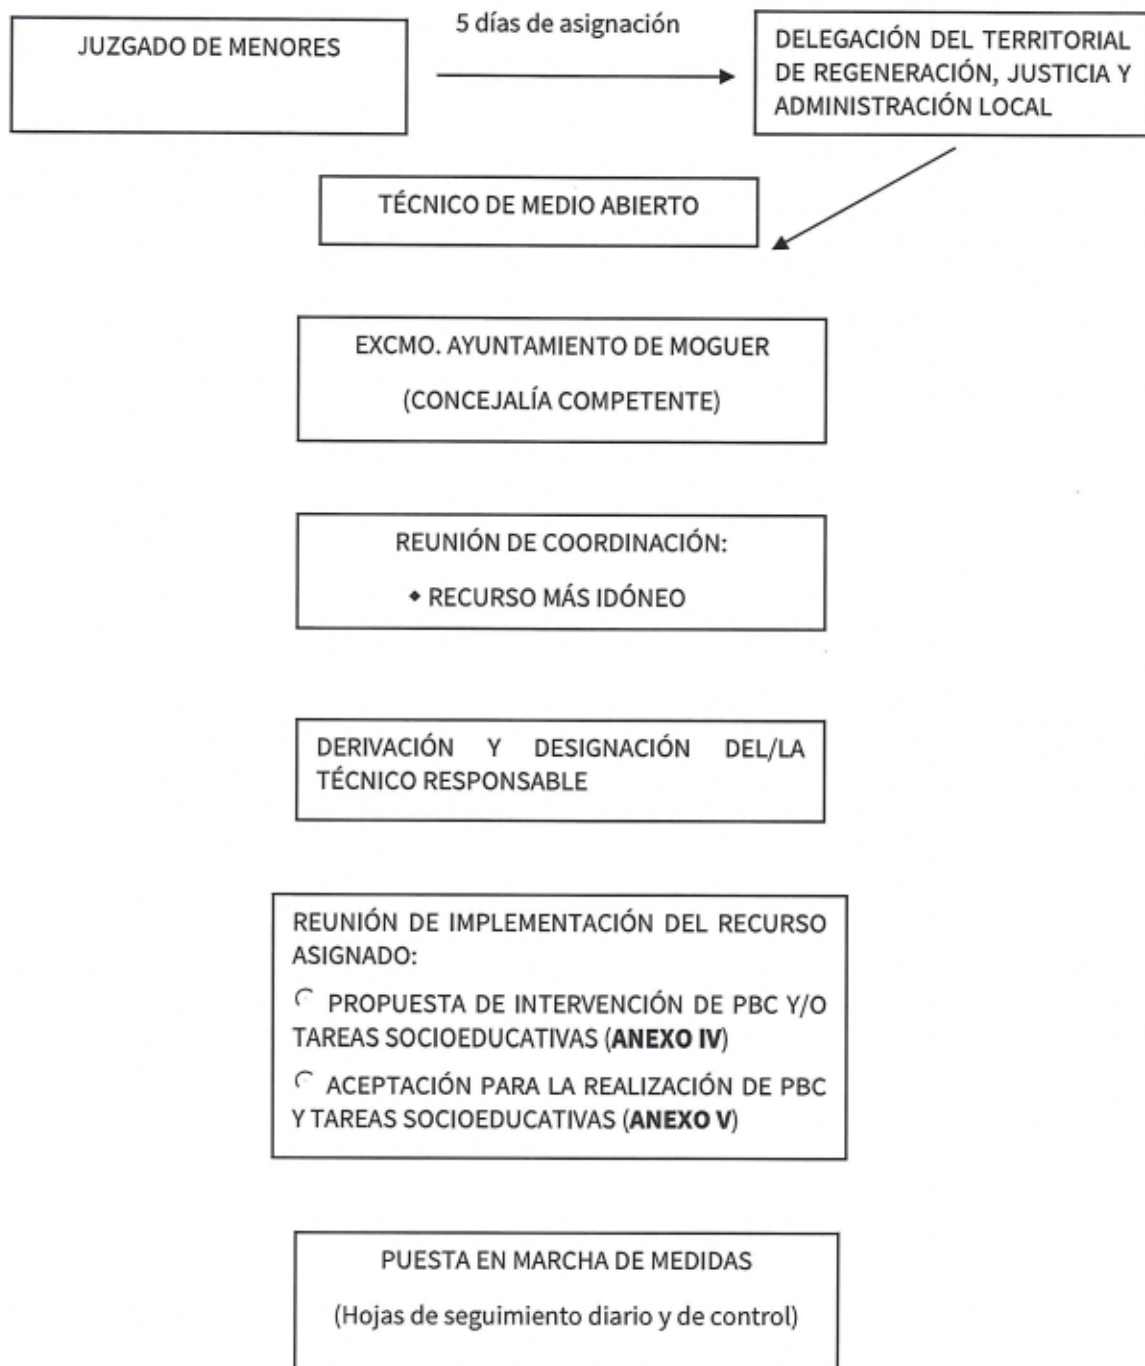 JUZGADO DE MENORES
5 días de asignación
DELEGACIÓN DEL TERRITORIAL
DE REGENERACIÓN, JUSTICIA Y
ADMINISTRACIÓN LOCAL
TÉCNICO DE MEDIO ABIERTO
EXCMO. AYUNTAMIENTO DE MOGUER
(CONCEJALÍA COMPETENTE)
REUNIÓN DE COORDINACIÓN:
◆ RECURSO MÁS IDÓNEO
DERIVACIÓN Y DESIGNACIÓN DEL/LA
TÉCNICO RESPONSABLE
REUNIÓN DE IMPLEMENTACIÓN DEL RECURSO
ASIGNADO:
PROPUESTA DE INTERVENCIÓN DE PBC Y/O
TAREAS SOCIOEDUCATIVAS (ANEXO IV)
ACEPTACIÓN PARA LA REALIZACIÓN DE PBC
Y TAREAS SOCIOEDUCATIVAS (ANEXO V)
PUESTA EN MARCHA DE MEDIDAS
(Hojas de seguimiento diario y de control)